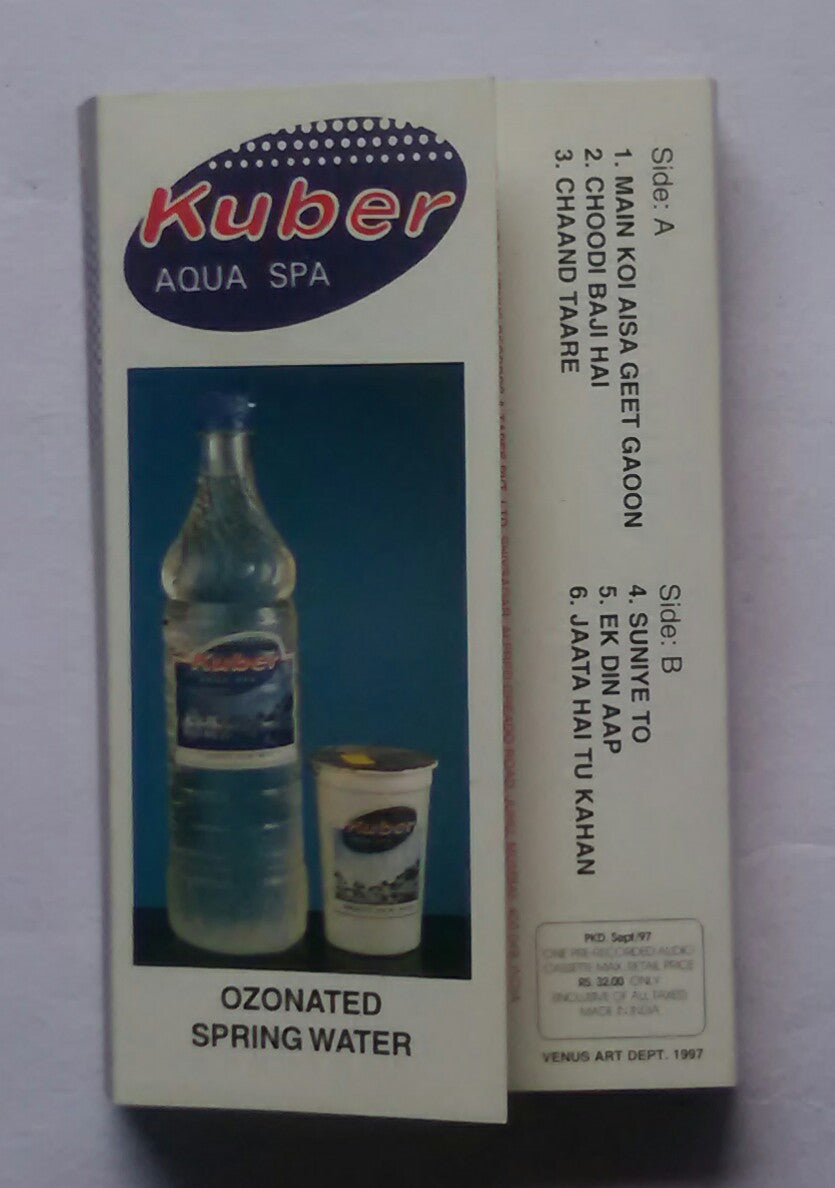 Kuber
AQUA SPA
Kuber
Kuber
OZONATED
SPRING WATER
Side: A
1. MAIN KOI AISA GEET GAOON
2. CHOODI BAJI HAI
3. CHAAND TAARE
Side: B
4. SUNIYE TO
5. EK DIN AAP
6. JAATA HAI TU KAHAN
PKD. Sept/97
ONE PRE-RECORDED AUDIO
CASSETTE MAX. RETAIL PRICE
RS. 32.00 ONLY
INCLUSIVE OF ALL TAXES
MADE IN INDIA
VENUS ART DEPT. 1997